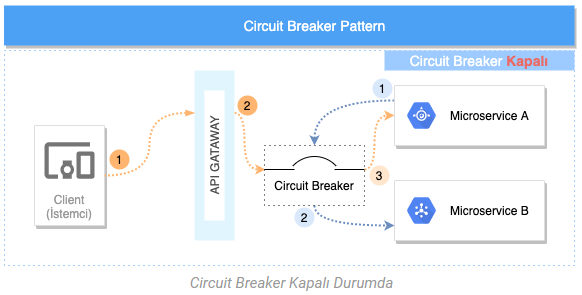 Circuit Breaker Pattern
Circuit Breaker Kapalı
1
2
API GATAWAY
1
Client
(İstemci)
Circuit Breaker
3
2
Microservice A
Microservice B
Circuit Breaker Kapalı Durumda